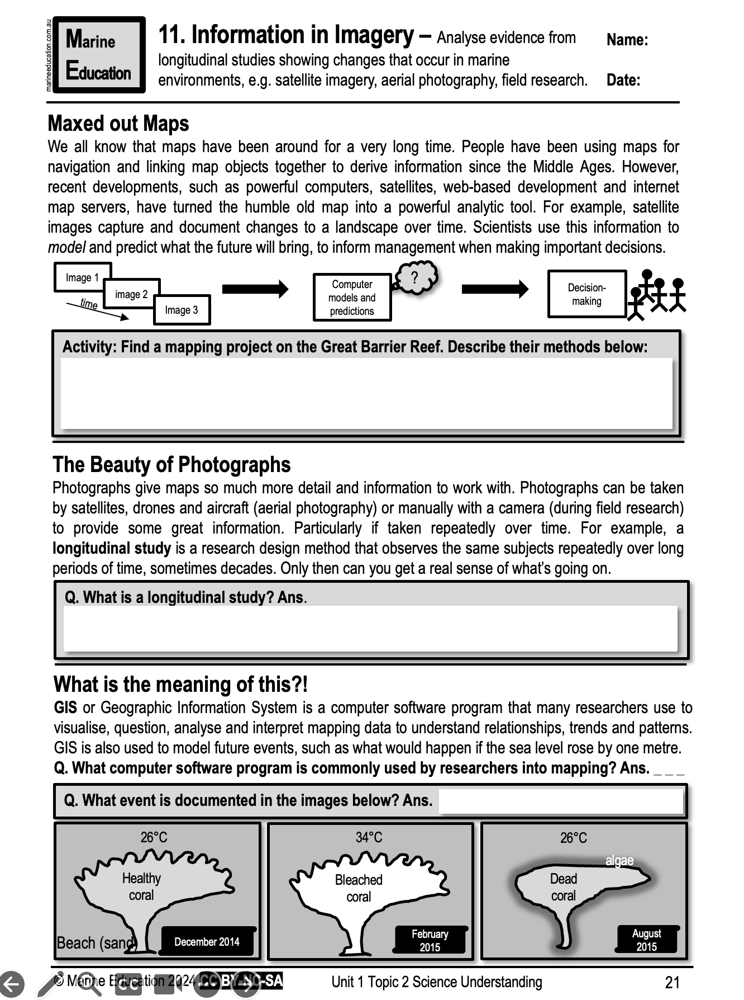 marineeducation.com.au
Marine
Education
11. Information in Imagery – Analyse evidence from
longitudinal studies showing changes that occur in marine
environments, e.g. satellite imagery, aerial photography, field research.
Name:
Date:
Maxed out Maps
We all know that maps have been around for a very long time. People have been using maps for
navigation and linking map objects together to derive information since the Middle Ages. However,
recent developments, such as powerful computers, satellites, web-based development and internet
map servers, have turned the humble old map into a powerful analytic tool. For example, satellite
images capture and document changes to a landscape over time. Scientists use this information to
model and predict what the future will bring, to inform management when making important decisions.
Image 1
image 2
Image 3
time
Computer
models and
predictions
?
Decision-
making
Activity: Find a mapping project on the Great Barrier Reef. Describe their methods below:
The Beauty of Photographs
Photographs give maps so much more detail and information to work with. Photographs can be taken
by satellites, drones and aircraft (aerial photography) or manually with a camera (during field research)
to provide some great information. Particularly if taken repeatedly over time. For example, a
longitudinal study is a research design method that observes the same subjects repeatedly over long
periods of time, sometimes decades. Only then can you get a real sense of what's going on.
Q. What is a longitudinal study? Ans.
What is the meaning of this?!
GIS or Geographic Information System is a computer software program that many researchers use to
visualise, question, analyse and interpret mapping data to understand relationships, trends and patterns.
GIS is also used to model future events, such as what would happen if the sea level rose by one metre.
Q. What computer software program is commonly used by researchers into mapping? Ans. _ _ _
Q. What event is documented in the images below? Ans.
26°C
Healthy
coral
Beach (sand)
December 2014
34°C
Bleached
coral
February
2015
26°C
algae
Dead
coral
August
2015
© Marine Education 2024 CC BY-NC-SA
Unit 1 Topic 2 Science Understanding
21